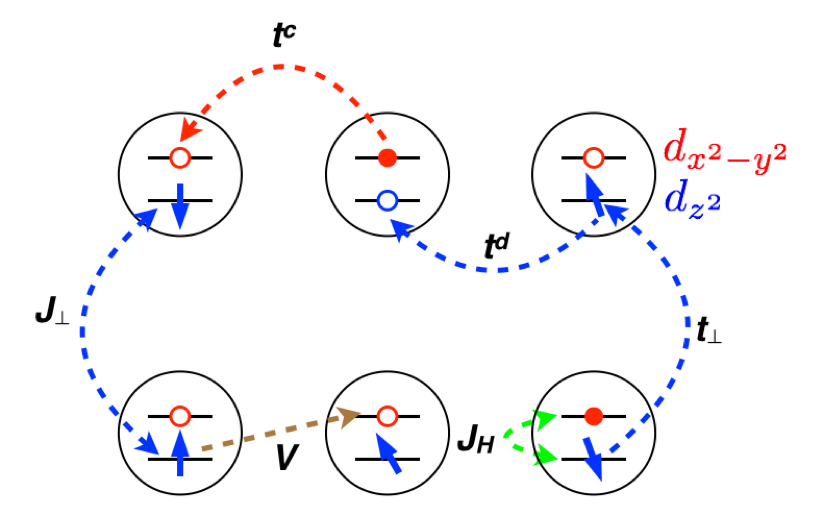 t^c
d_{x^2-y^2}
d_{z^2}
t^d
J_⊥
t_⊥
V
J_H